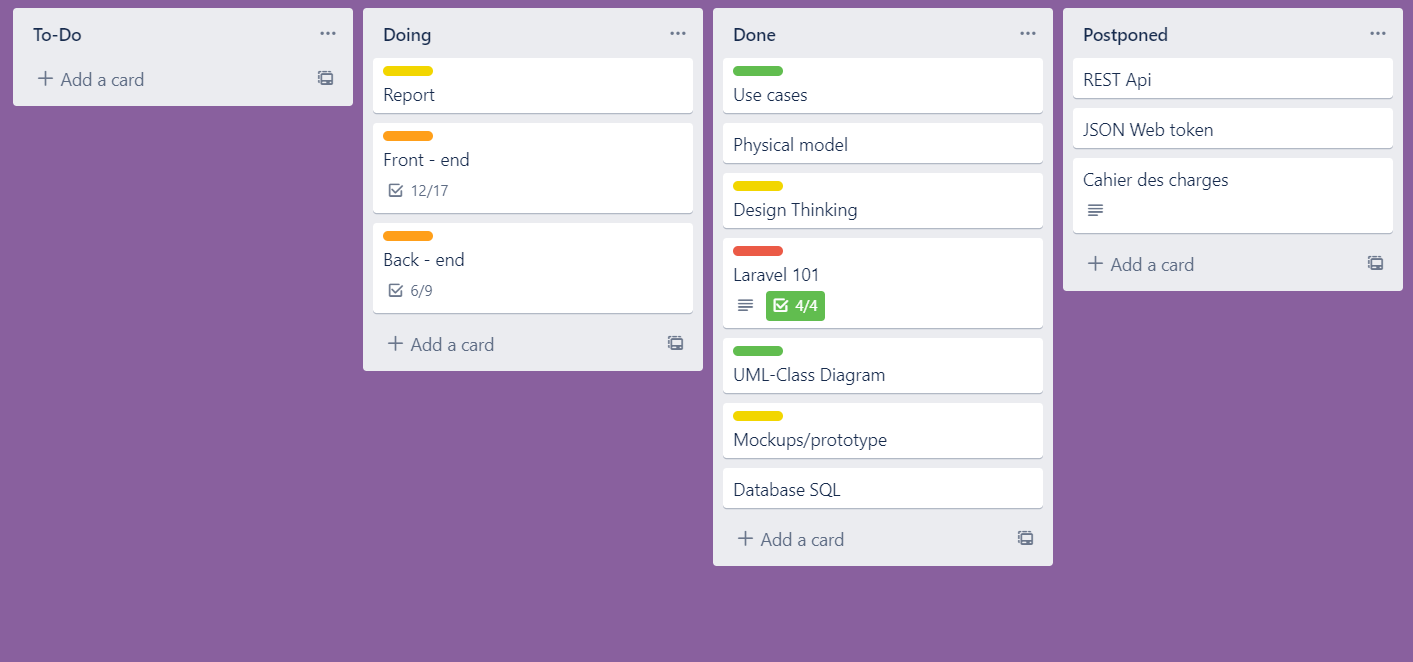 To-Do
Add a card
Doing
Report
Front - end
12/17
Back - end
6/9
Add a card
Done
Use cases
Physical model
Design Thinking
Laravel 101
4/4
UML-Class Diagram
Mockups/prototype
Database SQL
Add a card
Postponed
REST Api
JSON Web token
Cahier des charges
Add a card